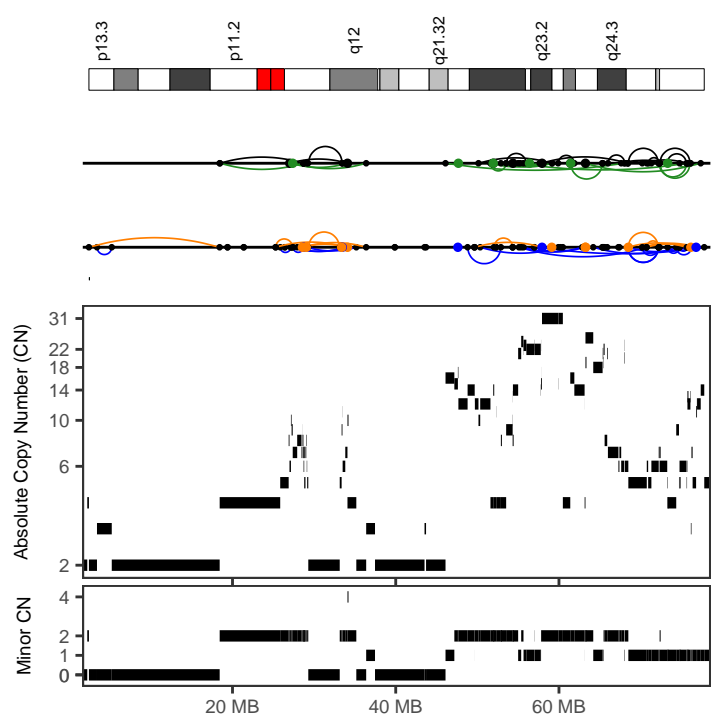 p13.3
p11.2
q12
q21.32
q23.2
q24.3
Absolute Copy Number (CN)
31
22
18
14
10
6
2
Minor CN
4
2
1
0
20 MB
40 MB
60 MB